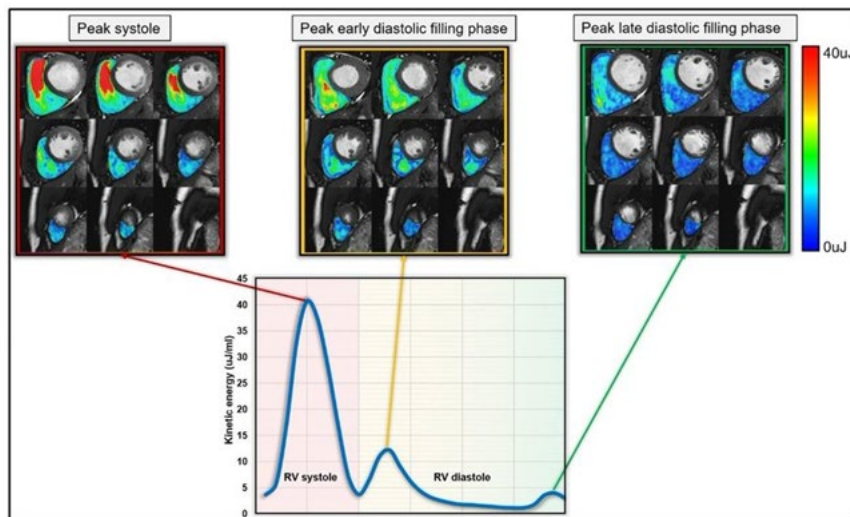 Peak systole
Peak early diastolic filling phase
Peak late diastolic filling phase
40uJ
0uJ
45
40
35
30
25
20
15
10
5
0
Kinetic energy (uJ/ml)
RV systole
RV diastole